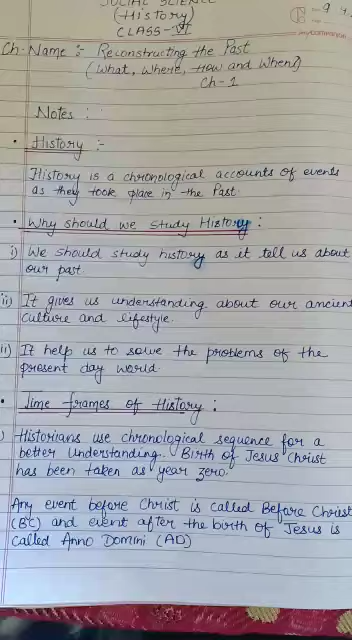 SOCIAL SCIENCE
(History)
CLASS-VI
Ch-Name :- Reconstructing the Past
(What, Where, How and When?)
Ch-1
Notes :
• History :-
History is a chronological accounts of events
as they took place in the Past.
• Why should we study History :
i) We should study history as it tell us about
our past.
ii) It gives us understanding about our ancient
culture and lifestyle.
iii) It help us to solve the problems of the
present day world.
• Time frames of History :
) Historians use chronological sequence for a
better understanding. Birth of Jesus Christ
has been taken as year zero.
Any event before Christ is called Before Christ
(BC) and event after the birth of Jesus is
called Anno Domini (AD)